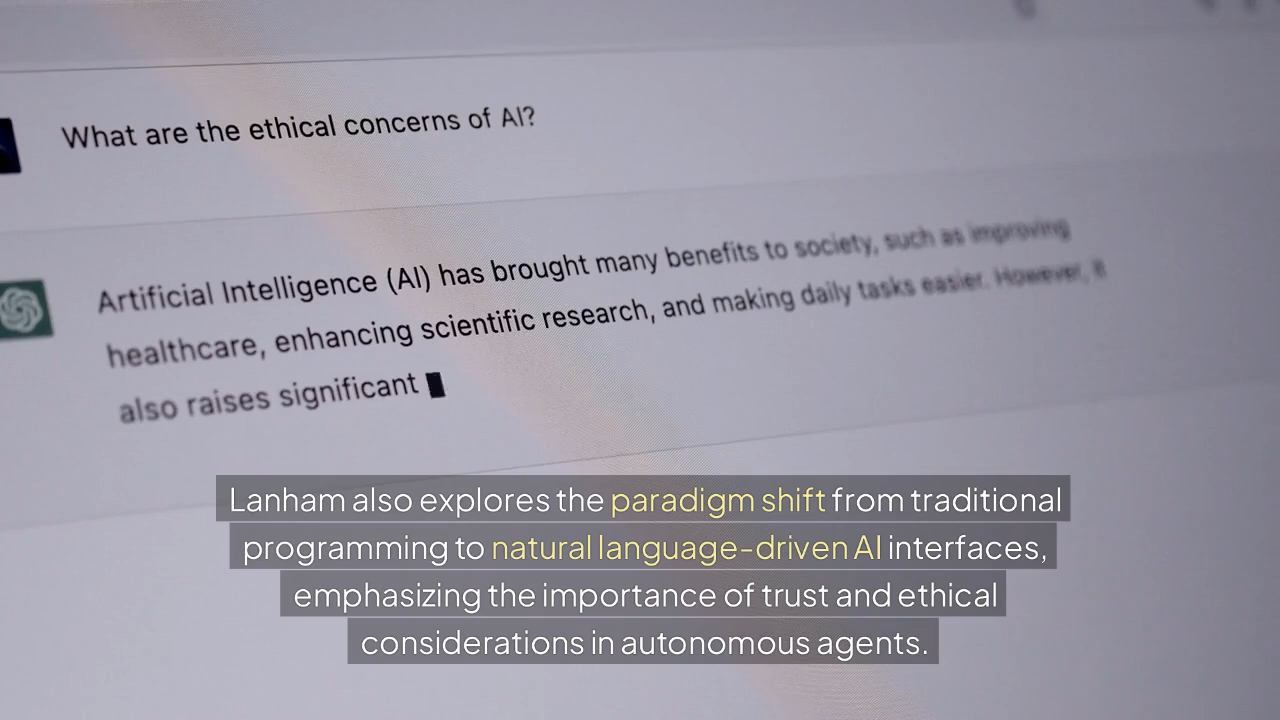 What are the ethical concerns of AI?
Artificial Intelligence (AI) has brought many benefits to society, such as improving
healthcare, enhancing scientific research, and making daily tasks easier. However, it
also raises significant
Lanham also explores the paradigm shift from traditional
programming to natural language-driven AI interfaces,
emphasizing the importance of trust and ethical
considerations in autonomous agents.